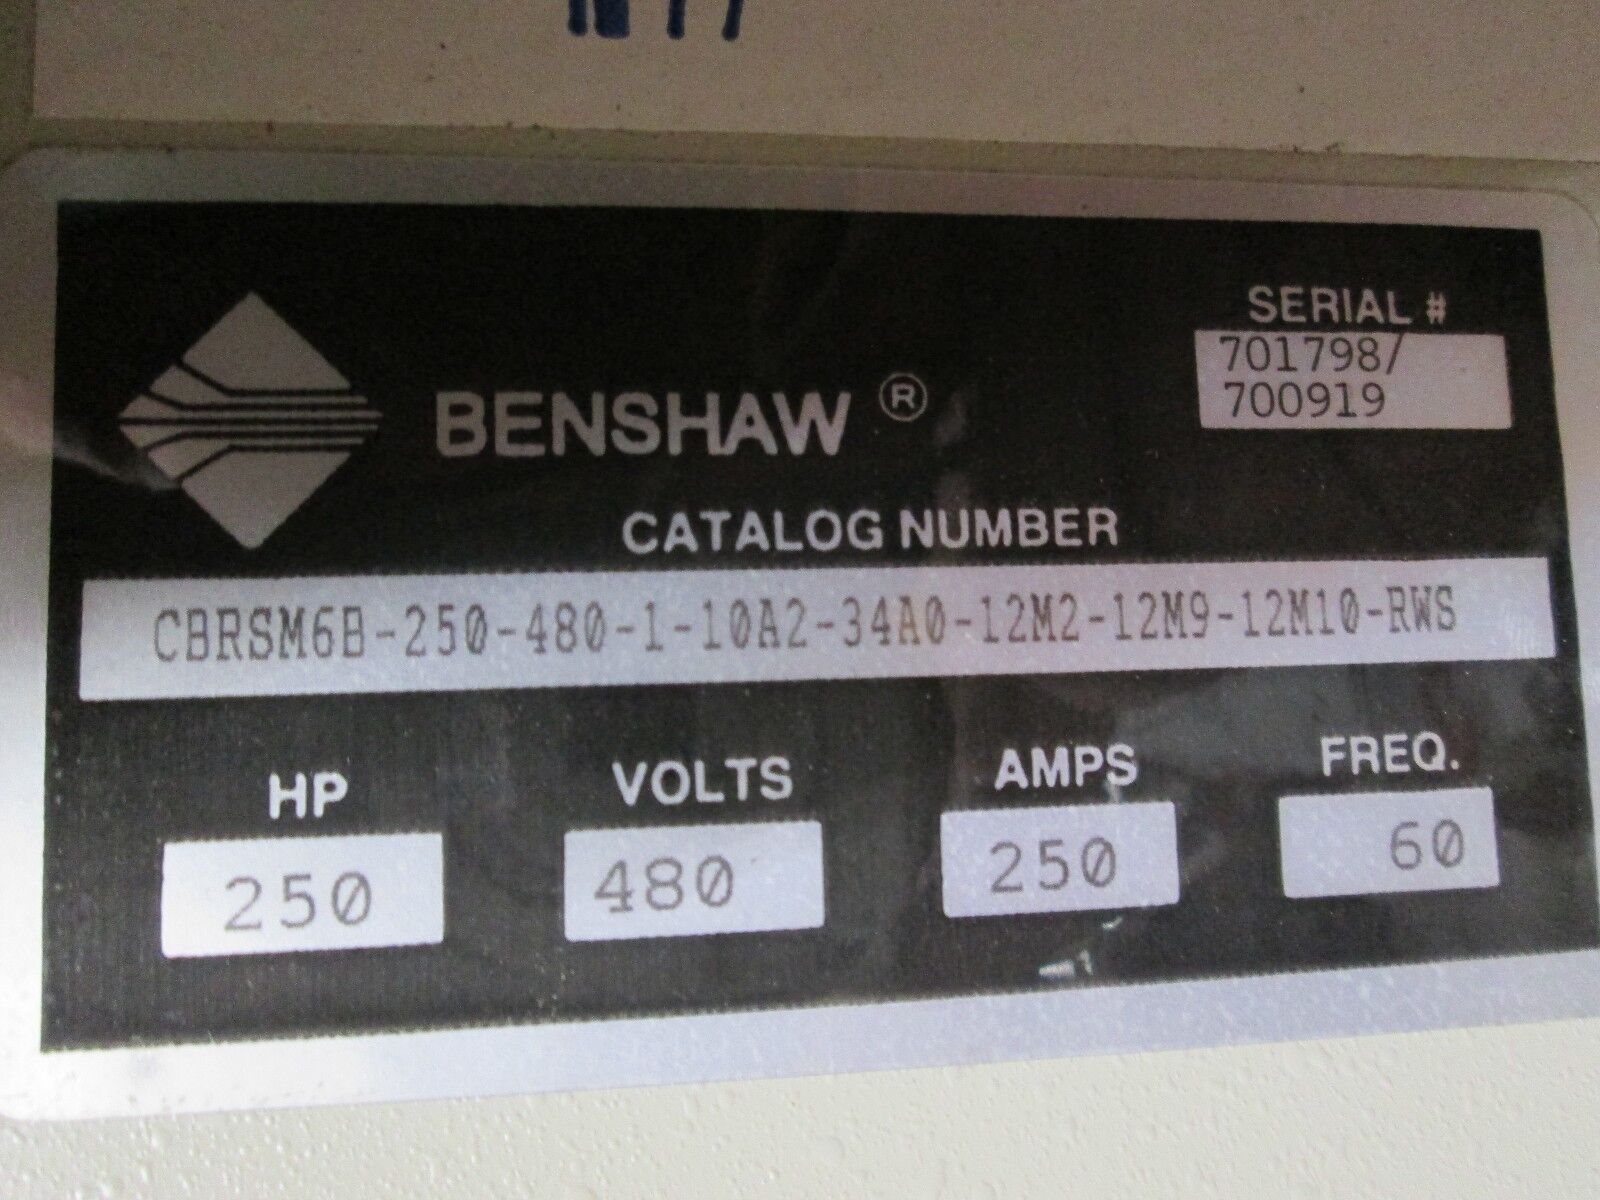 SERIAL #
701798/
700919
BENSHAW ®
CATALOG NUMBER
CBRSM6B-250-480-1-10A2-34A0-12M2-12M9-12M10-RWS
HP VOLTS AMPS FREQ.
250 480 250 60